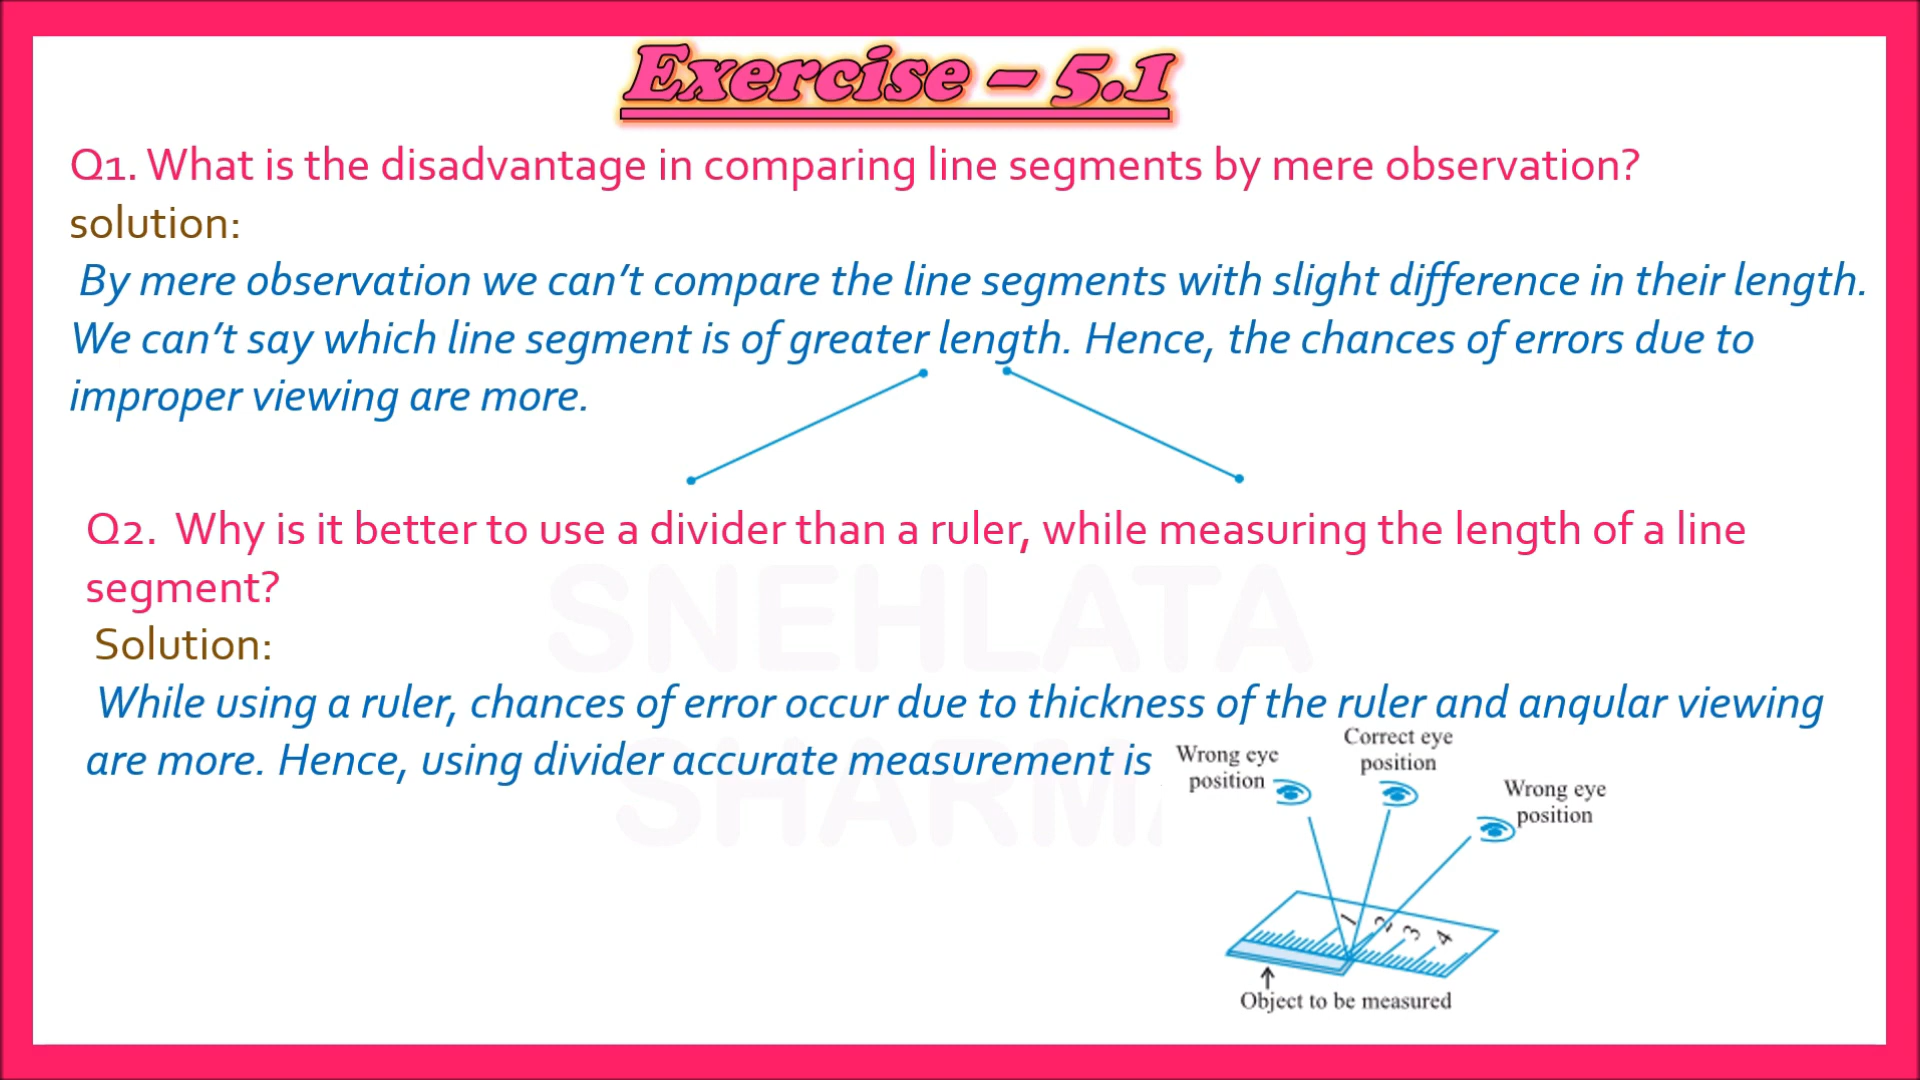 Exercise – 5.1
Q1. What is the disadvantage in comparing line segments by mere observation?
solution:
By mere observation we can’t compare the line segments with slight difference in their length.
We can’t say which line segment is of greater length. Hence, the chances of errors due to
improper viewing are more.
Q2. Why is it better to use a divider than a ruler, while measuring the length of a line
segment?
Solution:
While using a ruler, chances of error occur due to thickness of the ruler and angular viewing
are more. Hence, using divider accurate measurement is
SNEHLATA
SHARMA
Wrong eye
position
Correct eye
position
Wrong eye
position
1 2 3 4
Object to be measured